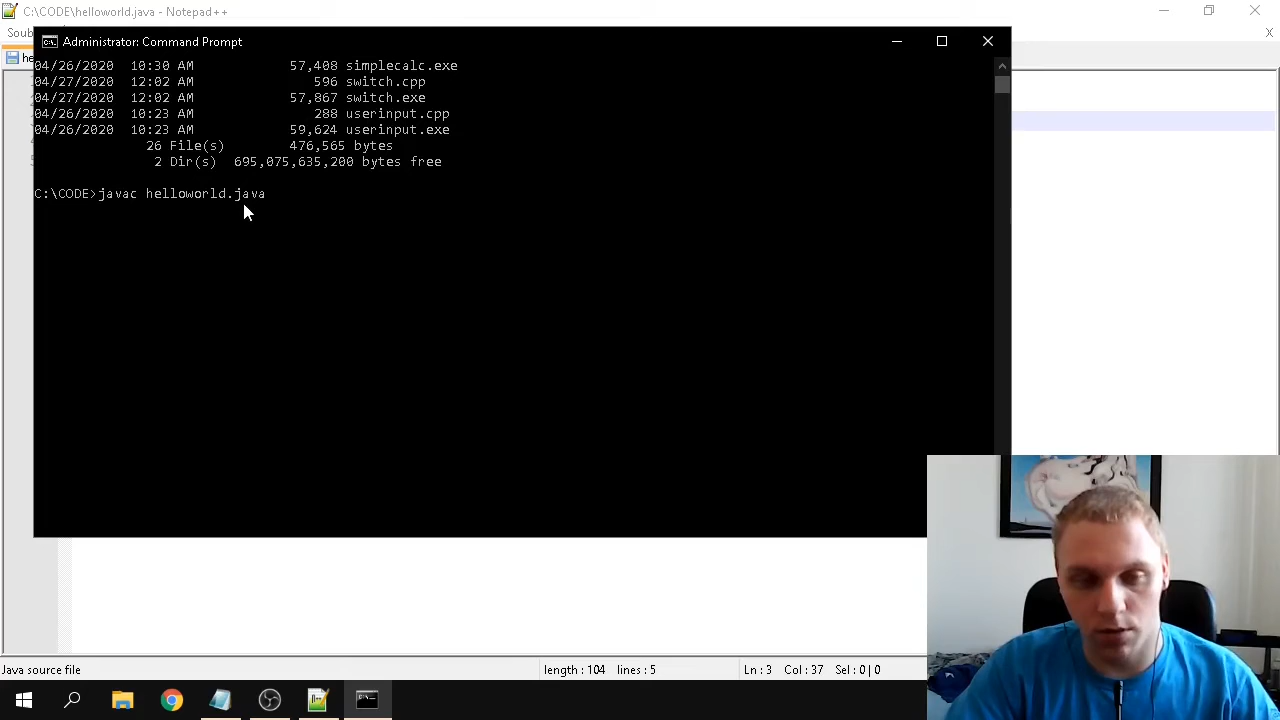 C:\CODE\helloworld.java - Notepad++
Soub
X
Administrator: Command Prompt
he
04/26/2020  10:30 AM            57,408 simplecalc.exe
04/27/2020  12:02 AM               596 switch.cpp
04/27/2020  12:02 AM            57,867 switch.exe
04/26/2020  10:23 AM               288 userinput.cpp
04/26/2020  10:23 AM            59,624 userinput.exe
26 File(s)        476,565 bytes
2 Dir(s)  695,075,635,200 bytes free
C:\CODE>javac helloworld.java
Java source file
length : 104   lines : 5
Ln : 3   Col : 37   Sel : 0 | 0